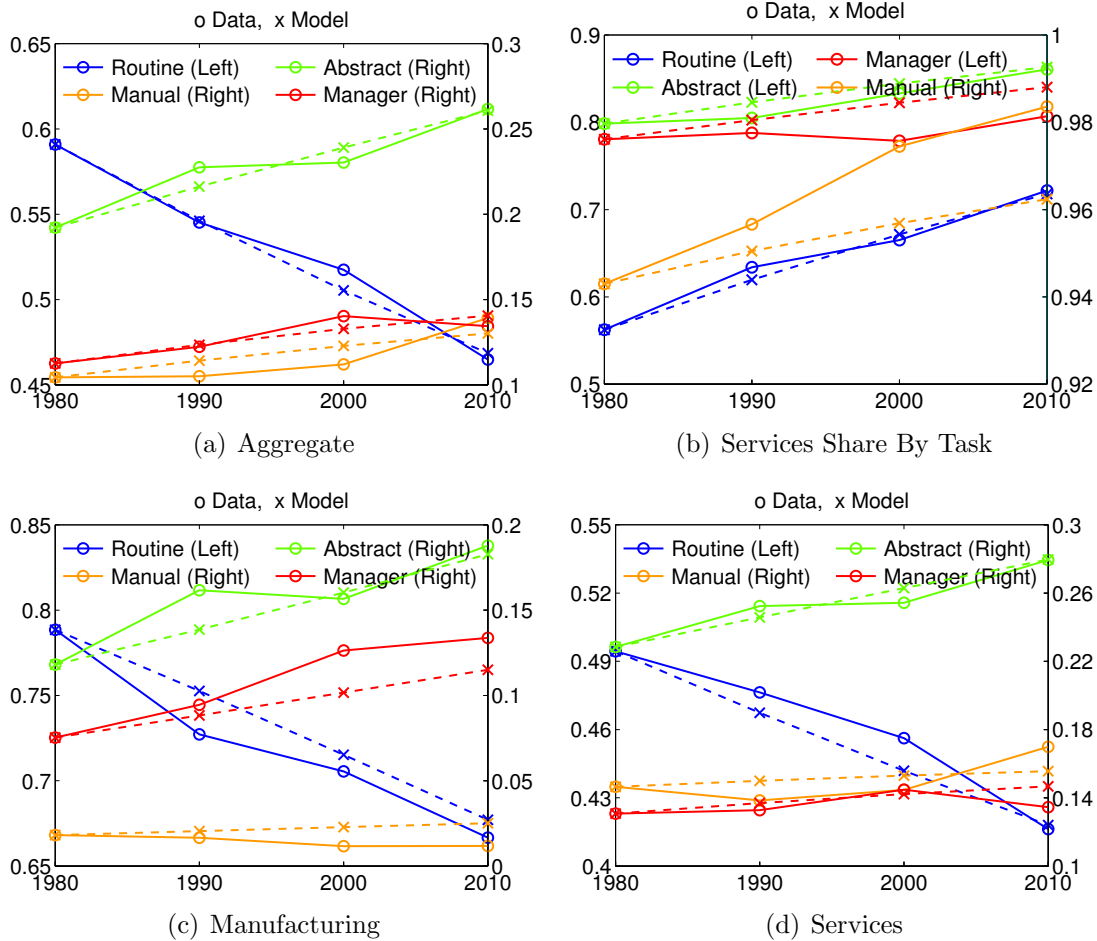 o Data, x Model
0.65
0.3
Routine (Left)
Abstract (Right)
Manual (Right)
Manager (Right)
0.6
0.25
0.55
0.2
0.5
0.15
0.45
0.1
1980 1990 2000 2010
(a) Aggregate
o Data, x Model
0.9
1
Abstract (Left)
Manual (Right)
Routine (Left)
Manager (Left)
0.8
0.98
0.7
0.96
0.6
0.94
0.5
0.92
1980 1990 2000 2010
(b) Services Share By Task
o Data, x Model
0.85
0.2
Routine (Left)
Abstract (Right)
Manual (Right)
Manager (Right)
0.8
0.15
0.75
0.1
0.7
0.05
0.65
0
1980 1990 2000 2010
(c) Manufacturing
o Data, x Model
0.55
0.3
Routine (Left)
Abstract (Right)
Manual (Right)
Manager (Right)
0.52
0.26
0.49
0.22
0.46
0.18
0.43
0.14
0.4
0.1
1980 1990 2000 2010
(d) Services